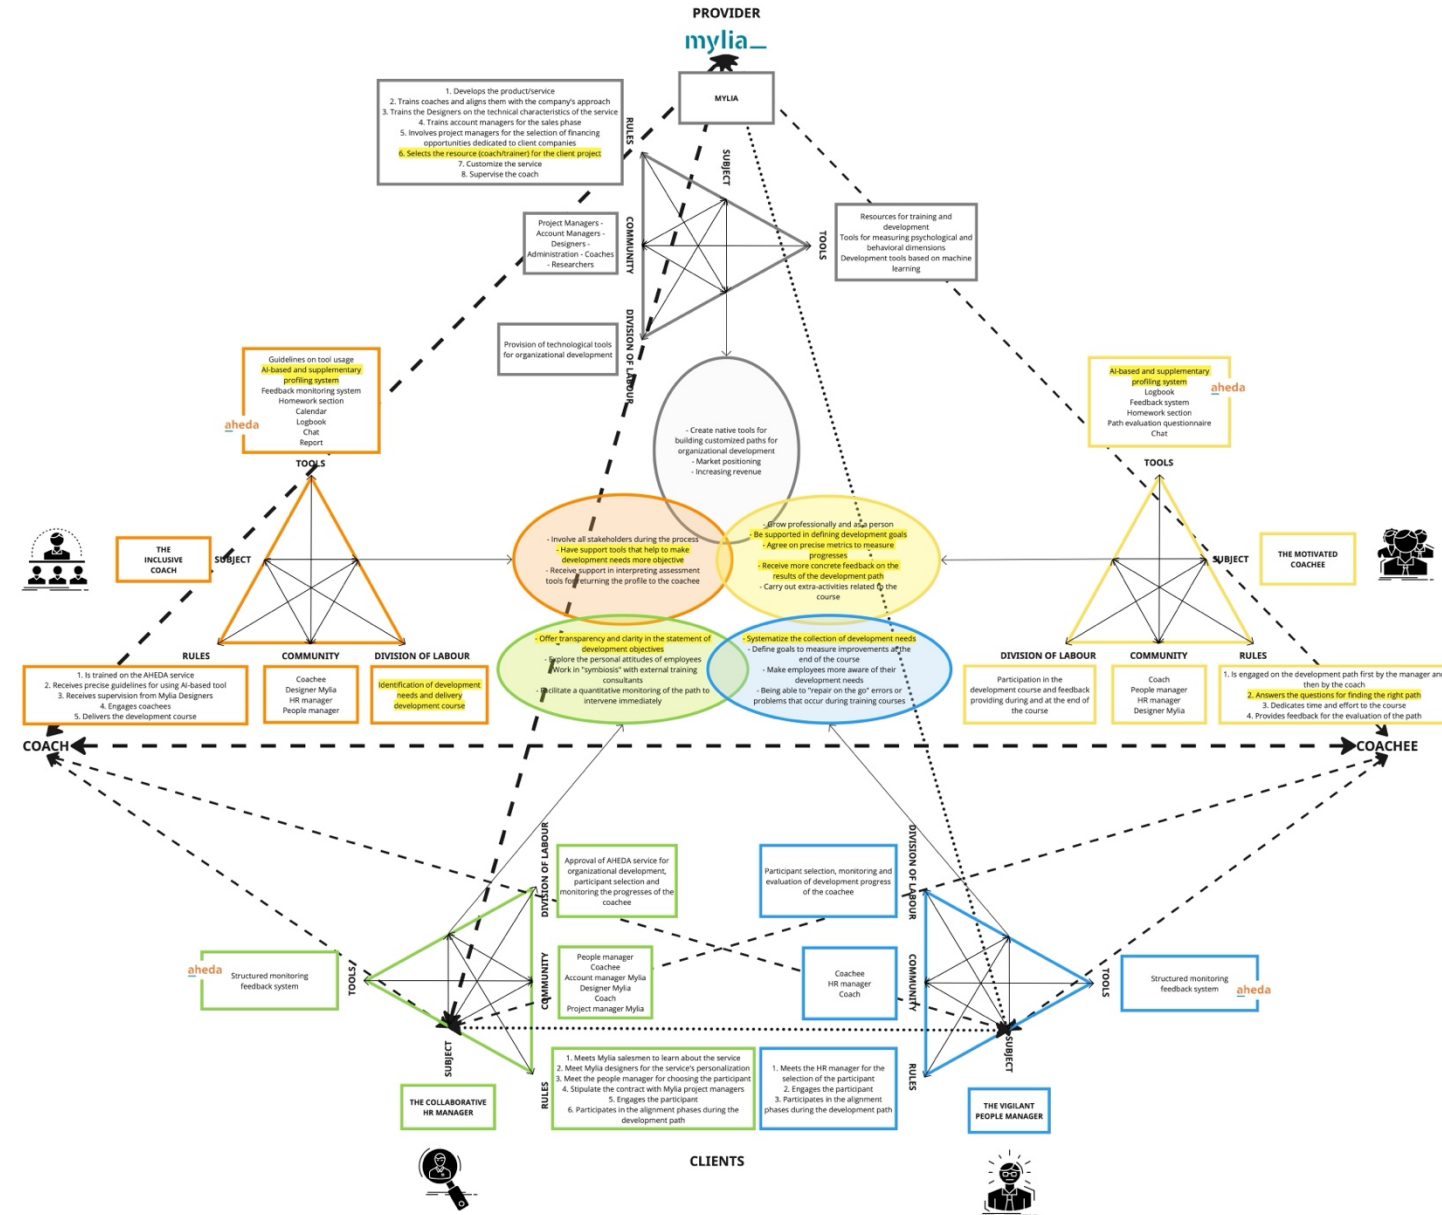 PROVIDER
mylia_
MYLIA
1. Develops the product/service
2. Trains coaches and aligns them with the company's approach
3. Trains the Designers on the technical characteristics of the service
4. Trains account managers for the sales phase
5. Involves project managers for the selection of financing
opportunities dedicated to client companies
6. Selects the resource (coach/trainer) for the client project
7. Customize the service
8. Supervise the coach
RULES
SUBJECT
Project Managers -
Account Managers -
Designers -
Administration - Coaches
- Researchers
COMMUNITY
TOOLS
Resources for training and
development
Tools for measuring psychological and
behavioral dimensions
Development tools based on machine
learning
Provision of technological tools
for organizational development
DIVISION OF LABOUR
- Create native tools for
building customized paths for
organizational development
- Market positioning
- Increasing revenue
Guidelines on tool usage
AI-based and supplementary
profiling system
Feedback monitoring system
Homework section
Calendar
Logbook
Chat
Report
aheda
TOOLS
THE
INCLUSIVE
COACH
SUBJECT
- Involve all stakeholders during the process
- Have support tools that help to make
development needs more objective
- Receive support in interpreting assessment
tools for returning the profile to the coachee
- Grow professionally and as a person
- Be supported in defining development goals
- Agree on precise metrics to measure
progresses
- Receive more concrete feedback on the
results of the development path
- Carry out extra-activities related to the
course
AI-based and supplementary
profiling system
Logbook
Feedback system
Homework section
Path evaluation questionnaire
Chat
aheda
TOOLS
SUBJECT
THE MOTIVATED
COACHEE
- Offer transparency and clarity in the statement of
development objectives
- Explore the personal attitudes of employees
- Work in "symbiosis" with external training
consultants
- Facilitate a quantitative monitoring of the path to
intervene immediately
- Systematize the collection of development needs
- Define goals to measure improvements at the
end of the course
- Make employees more aware of their
development needs
- Being able to "repair on the go" errors or
problems that occur during training courses
RULES
COMMUNITY
DIVISION OF LABOUR
1. Is trained on the AHEDA service
2. Receives precise guidelines for using AI-based tool
3. Receives supervision from Mylia Designers
4. Engages coachees
5. Delivers the development course
Coachee
Designer Mylia
HR manager
People manager
Identification of development
needs and delivery
development course
DIVISION OF LABOUR
COMMUNITY
RULES
Participation in the
development course and feedback
providing during and at the end of
the course
Coach
People manager
HR manager
Designer Mylia
1. Is engaged on the development path first by the manager and
then by the coach
2. Answers the questions for finding the right path
3. Dedicates time and effort to the course
4. Provides feedback for the evaluation of the path
COACH
COACHEE
DIVISION OF LABOUR
Approval of AHEDA service for
organizational development,
participant selection and
monitoring the progresses of the
coachee
Participant selection, monitoring and
evaluation of development progress
of the coachee
DIVISION OF LABOUR
aheda
Structured monitoring
feedback system
TOOLS
COMMUNITY
People manager
Coachee
Account manager Mylia
Designer Mylia
Coach
Project manager Mylia
Coachee
HR manager
Coach
COMMUNITY
TOOLS
Structured monitoring
feedback system
aheda
SUBJECT
RULES
1. Meets Mylia salesmen to learn about the service
2. Meet Mylia designers for the service's personalization
3. Meet the people manager for choosing the participant
4. Stipulate the contract with Mylia project managers
5. Engages the participant
6. Participates in the alignment phases during the
development path
1. Meets the HR manager for the
selection of the participant
2. Engages the participant
3. Participates in the alignment
phases during the development path
RULES
SUBJECT
THE COLLABORATIVE
HR MANAGER
THE VIGILANT
PEOPLE MANAGER
CLIENTS